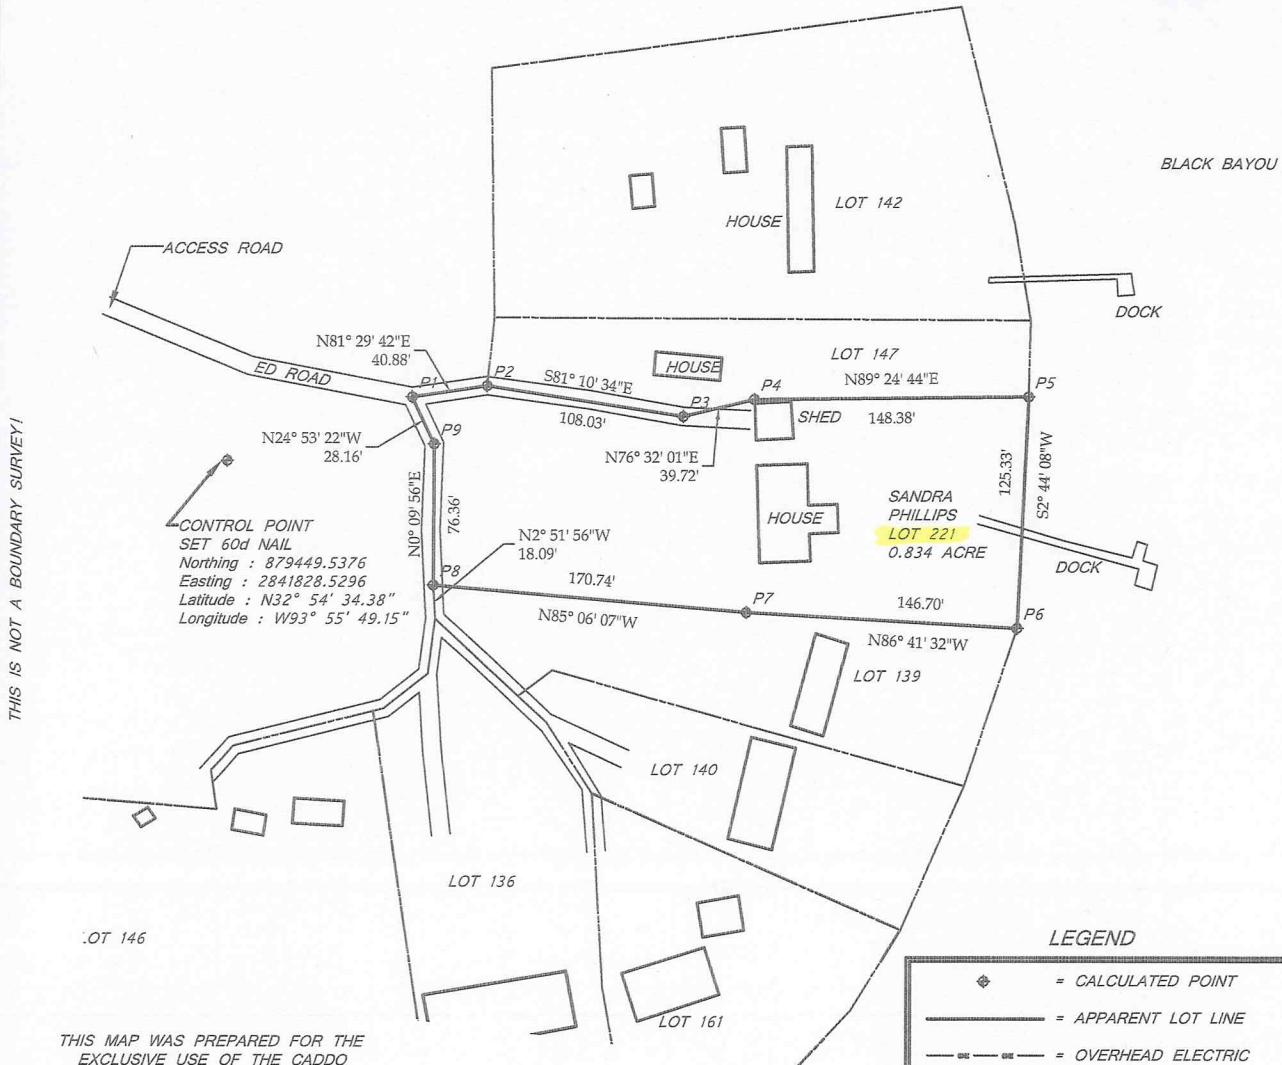 BLACK BAYOU
LOT 142
HOUSE
ACCESS ROAD
DOCK
N81° 29' 42"E
40.88'
ED ROAD
P1
P2
S81° 10' 34"E
108.03'
HOUSE
LOT 147
N89° 24' 44"E
148.38'
P3
P4
P5
SHED
N76° 32' 01"E
39.72'
N24° 53' 22"W
28.16'
P9
N0° 09' 56"E
76.36'
125.33'
S2° 44' 08"W
THIS IS NOT A BOUNDARY SURVEY!
CONTROL POINT
SET 60d NAIL
Northing : 879449.5376
Easting : 2841828.5296
Latitude : N32° 54' 34.38"
Longitude : W93° 55' 49.15"
HOUSE
SANDRA
PHILLIPS
LOT 221
0.834 ACRE
DOCK
N2° 51' 56"W
18.09'
P8
170.74'
N85° 06' 07"W
P7
146.70'
N86° 41' 32"W
P6
LOT 139
LOT 140
LOT 136
.OT 146
LOT 161
THIS MAP WAS PREPARED FOR THE
EXCLUSIVE USE OF THE CADDO
LEGEND
= CALCULATED POINT
= APPARENT LOT LINE
= OVERHEAD ELECTRIC